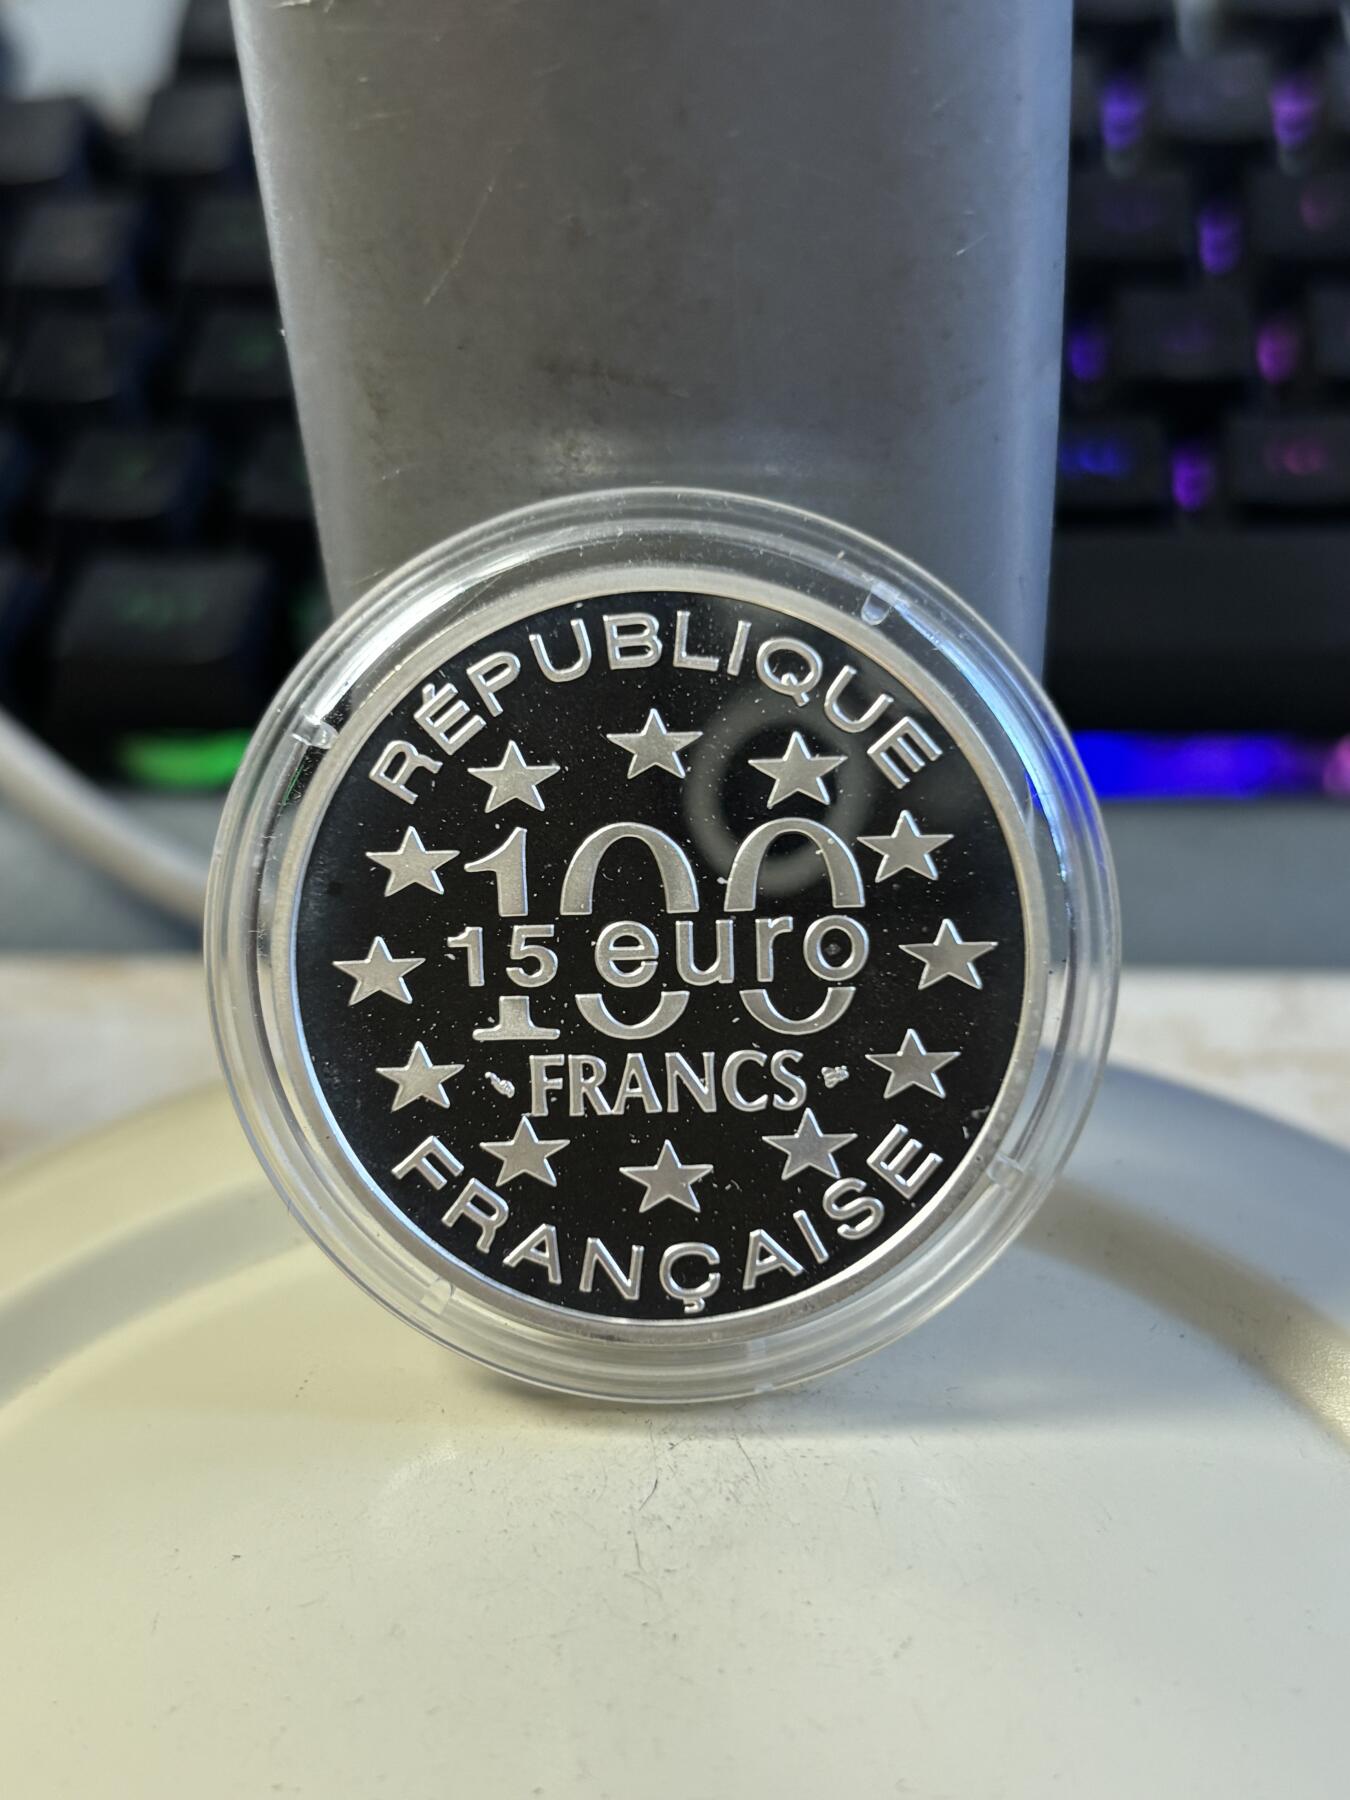 RÉPUBLIQUE
100
15 euro
FRANCS
FRANÇAISE